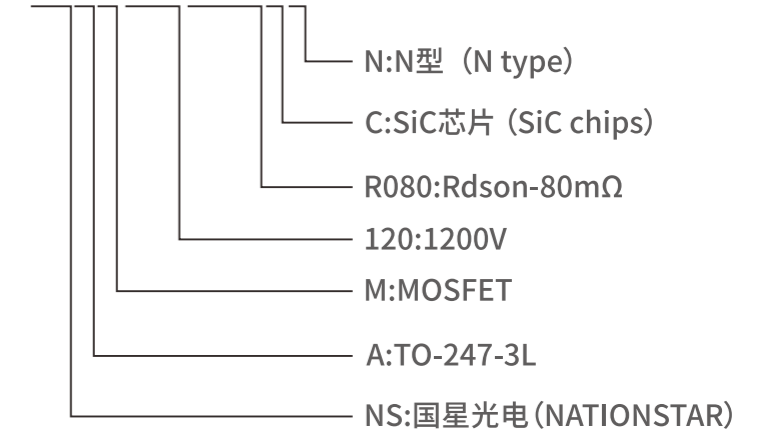 N:N型（N type）
C:SiC芯片（SiC chips）
R080:Rdson-80mΩ
120:1200V
M:MOSFET
A:TO-247-3L
NS:国星光电（NATIONSTAR）